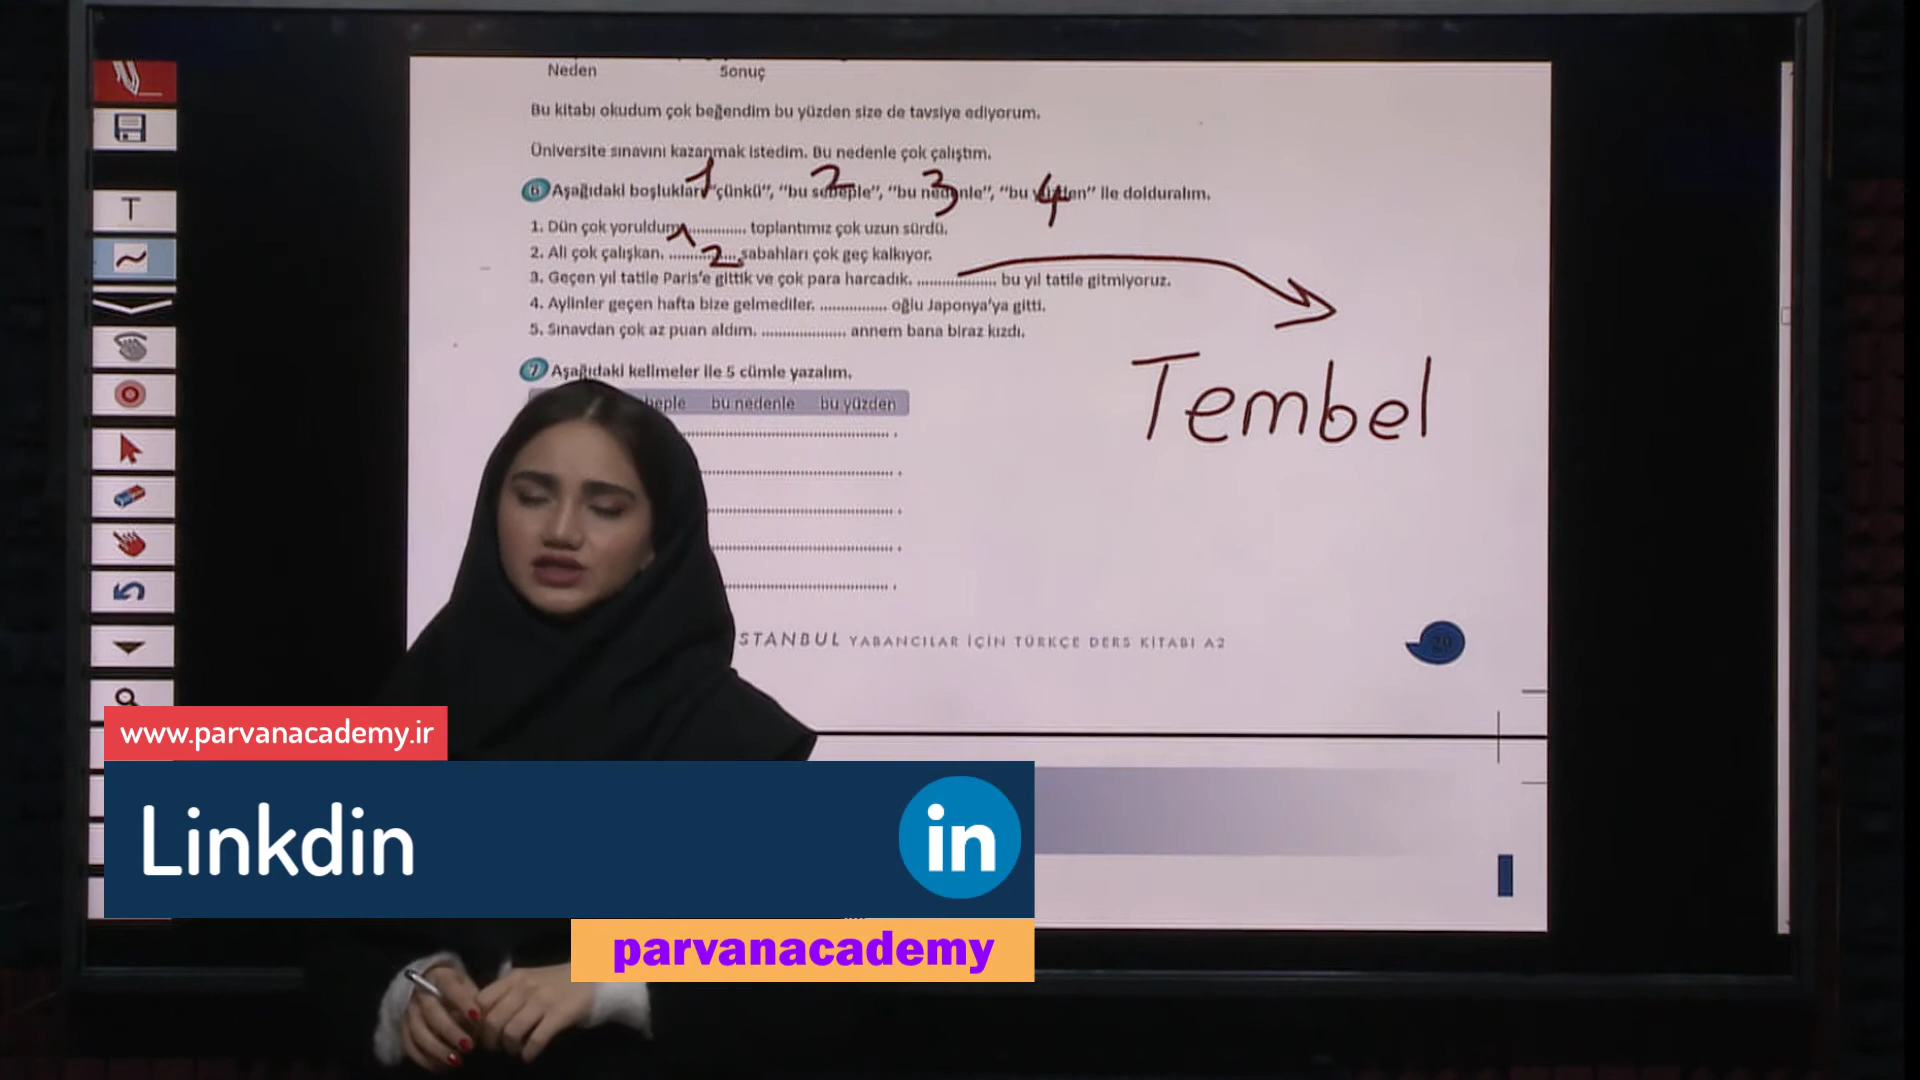 Neden Sonuç
Bu kitabı okudum çok beğendim bu yüzden size de tavsiye ediyorum.
Üniversite sınavını kazanmak istedim. Bu nedenle çok çalıştım.
1 2 3 4
6 Aşağıdaki boşlukları "çünkü", "bu sebeple", "bu nedenle", "bu yüzden" ile dolduralım.
1. Dün çok yoruldum 1 ............ toplantımız çok uzun sürdü.
2. Ali çok çalışkan. .......... 2 .... sabahları çok geç kalkıyor.
3. Geçen yıl tatile Paris'e gittik ve çok para harcadık. .................... bu yıl tatile gitmiyoruz.
4. Aylinler geçen hafta bize gelmediler. ................. oğlu Japonya'ya gitti.
5. Sınavdan çok az puan aldım. ..................... annem bana biraz kızdı.
Tembel
7 Aşağıdaki kelimeler ile 5 cümle yazalım.
beple bu nedenle bu yüzden
STANBUL YABANCILAR İÇİN TÜRKÇE DERS KİTABI A2
T
www.parvanacademy.ir
Linkdin in
parvanacademy